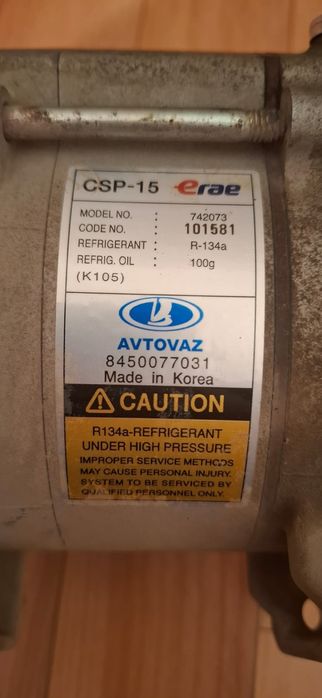 CSP-15 erae
MODEL NO. : 742073
CODE NO. : 101581
REFRIGERANT : R-134a
REFRIG. OIL : 100g
(K105)
AVTOVAZ
8450077031
Made in Korea
CAUTION
R134a-REFRIGERANT
UNDER HIGH PRESSURE
IMPROPER SERVICE METHODS
MAY CAUSE PERSONAL INJURY.
SYSTEM TO BE SERVICED BY
QUALIFIED PERSONNEL ONLY.